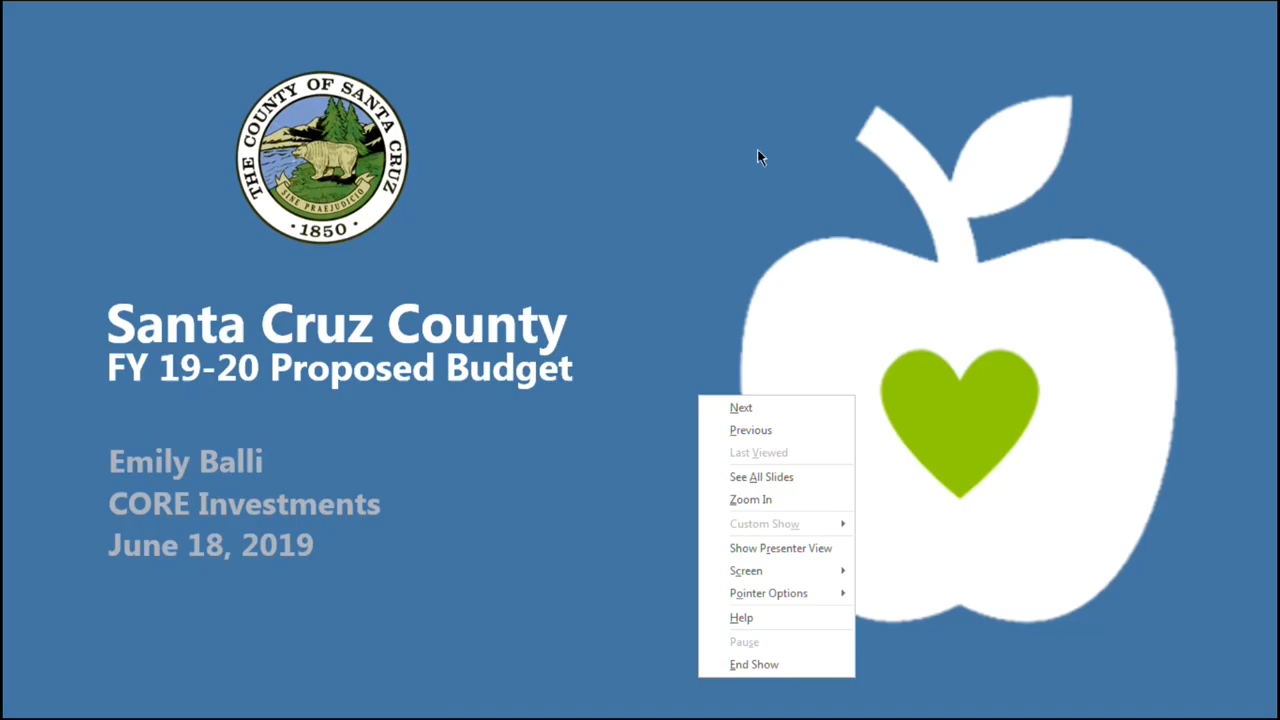 THE COUNTY OF SANTA CRUZ
SINE PRAEJUDICIO
· 1850 ·
Santa Cruz County
FY 19-20 Proposed Budget
Emily Balli
CORE Investments
June 18, 2019
Next
Previous
Last Viewed
See All Slides
Zoom In
Custom Show
Show Presenter View
Screen
Pointer Options
Help
Pause
End Show